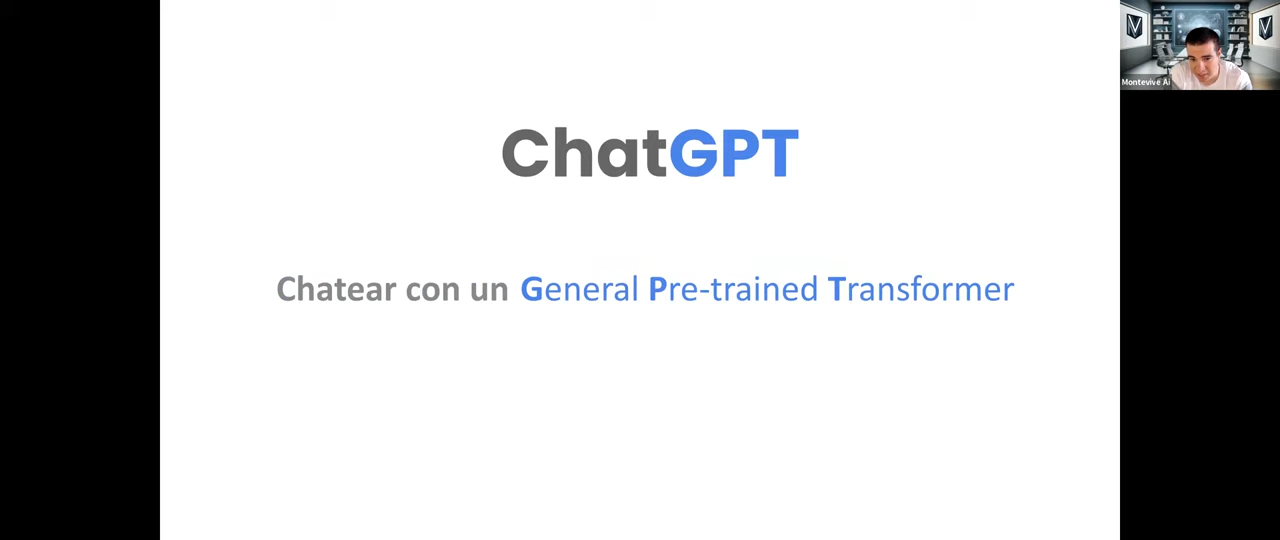 ChatGPT
Chatear con un General Pre-trained Transformer
Montevive Ai